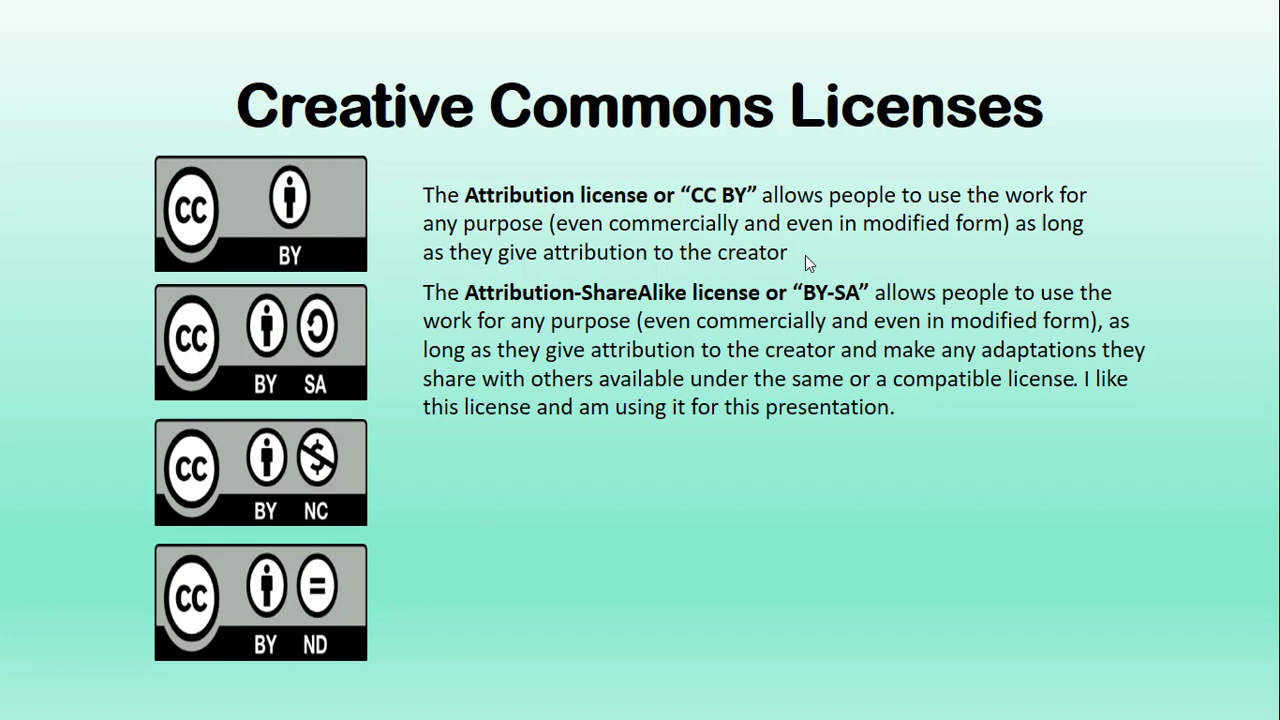 Creative Commons Licenses
CC BY
The Attribution license or “CC BY” allows people to use the work for
any purpose (even commercially and even in modified form) as long
as they give attribution to the creator
CC BY SA
The Attribution-ShareAlike license or “BY-SA” allows people to use the
work for any purpose (even commercially and even in modified form), as
long as they give attribution to the creator and make any adaptations they
share with others available under the same or a compatible license. I like
this license and am using it for this presentation.
CC $
BY NC
CC =
BY ND